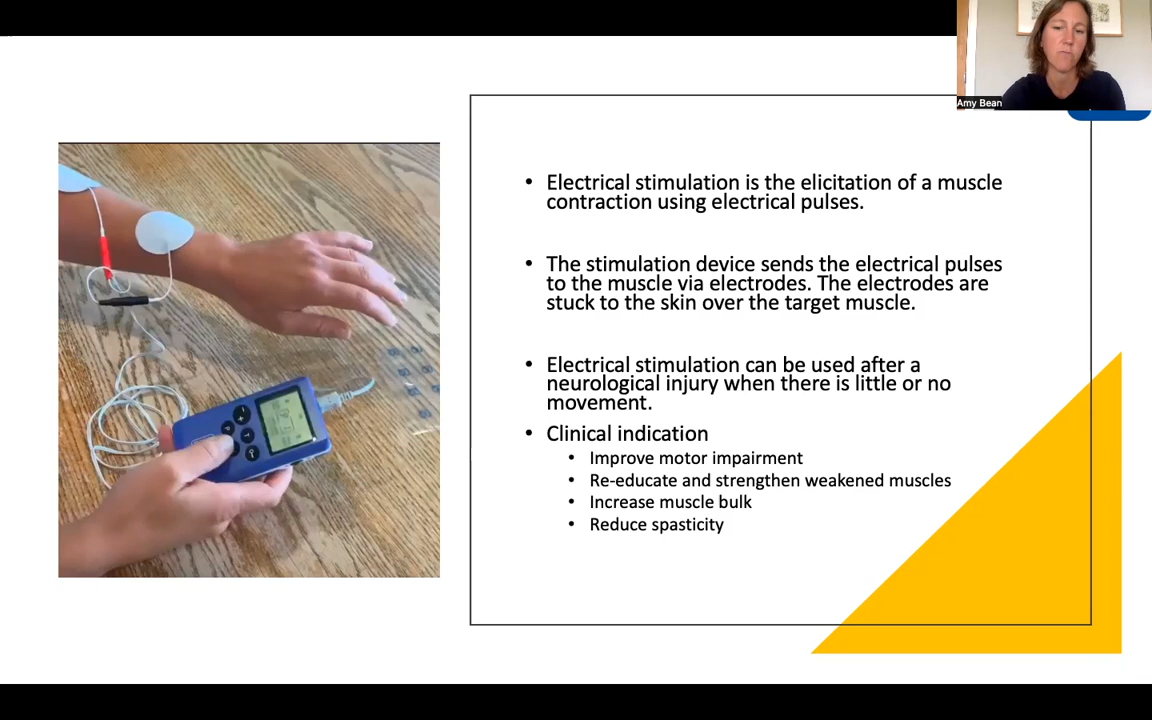 Amy Bean
• Electrical stimulation is the elicitation of a muscle
contraction using electrical pulses.
• The stimulation device sends the electrical pulses
to the muscle via electrodes. The electrodes are
stuck to the skin over the target muscle.
• Electrical stimulation can be used after a
neurological injury when there is little or no
movement.
• Clinical indication
• Improve motor impairment
• Re-educate and strengthen weakened muscles
• Increase muscle bulk
• Reduce spasticity